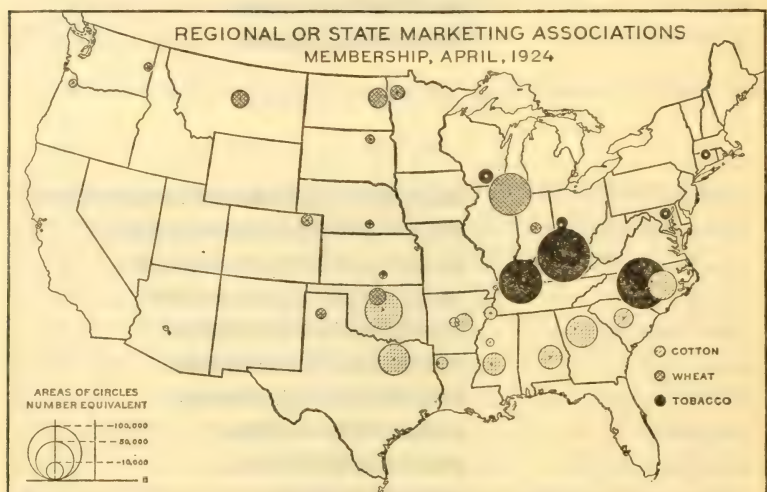 REGIONAL OR STATE MARKETING ASSOCIATIONS
MEMBERSHIP, APRIL, 1924
COTTON
WHEAT
TOBACCO
AREAS OF CIRCLES
NUMBER EQUIVALENT
100,000
50,000
10,000